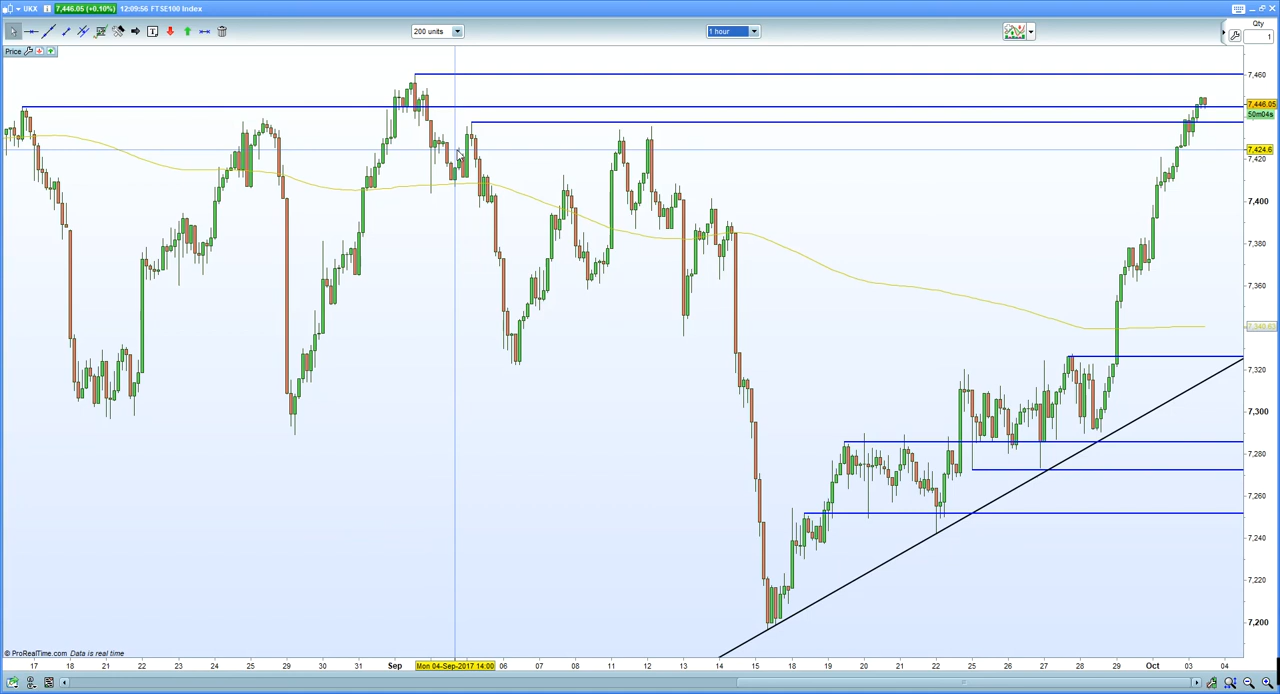 UKX 7,446.05 (+0.10%) 12:09:56 FTSE100 Index
200 units 1 hour Qty
1
Price
7,460
7,446.05
50m04s
7,424.6
7,420
7,400
7,380
7,360
7,340.63
7,320
7,300
7,280
7,260
7,240
7,220
7,200
© ProRealTime.com Data is real time
17 18 21 22 23 24 25 29 30 31 Sep Mon 04-Sep-2017 14:00 06 07 08 11 12 13 14 15 18 19 20 21 22 25 26 27 28 29 Oct 03 04